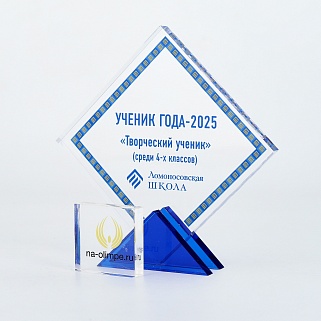 УЧЕНИК ГОДА-2025
«Творческий ученик»
(среди 4-х классов)
Ломоносовская
ШКОЛА
na-olimpe.ru